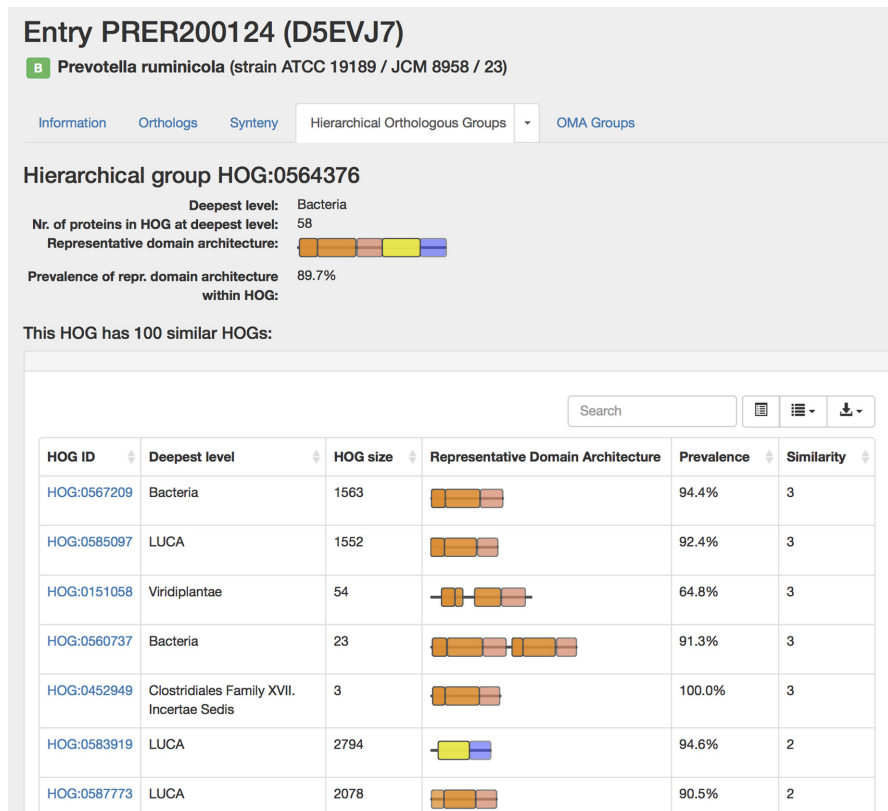 Entry PRER200124 (D5EVJ7)
B Prevotella ruminicola (strain ATCC 19189 / JCM 8958 / 23)
Information Orthologs Synteny Hierarchical Orthologous Groups OMA Groups
Hierarchical group HOG:0564376
Deepest level: Bacteria
Nr. of proteins in HOG at deepest level: 58
Representative domain architecture:
Prevalence of repr. domain architecture 89.7%
within HOG:
This HOG has 100 similar HOGs:
Search
HOG ID Deepest level HOG size Representative Domain Architecture Prevalence Similarity
HOG:0567209 Bacteria 1563 94.4% 3
HOG:0585097 LUCA 1552 92.4% 3
HOG:0151058 Viridiplantae 54 64.8% 3
HOG:0560737 Bacteria 23 91.3% 3
HOG:0452949 Clostridiales Family XVII. 3 100.0% 3
Incertae Sedis
HOG:0583919 LUCA 2794 94.6% 2
HOG:0587773 LUCA 2078 90.5% 2